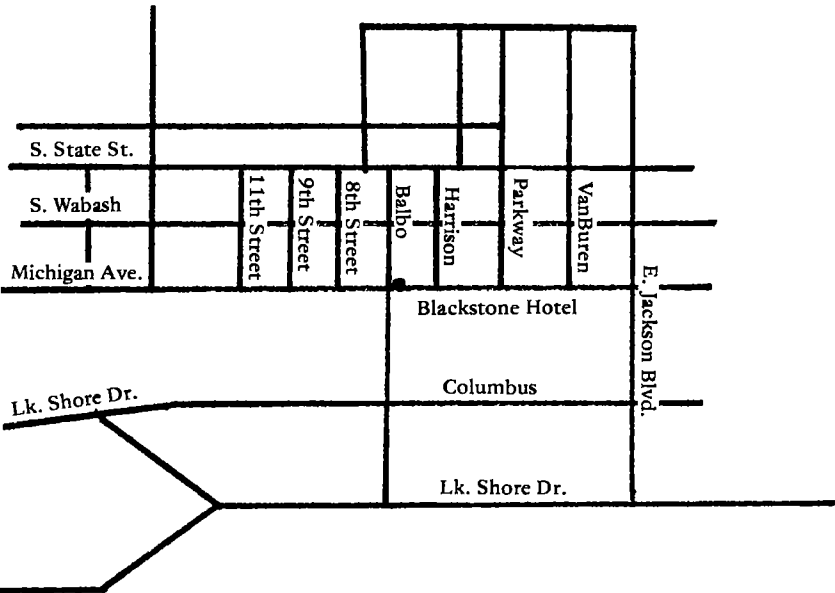 S. State St.
S. Wabash
Michigan Ave.
11th Street
9th Street
8th Street
Balbo
Harrison
Parkway
VanBuren
E. Jackson Blvd.
Blackstone Hotel
Columbus
Lk. Shore Dr.
Lk. Shore Dr.